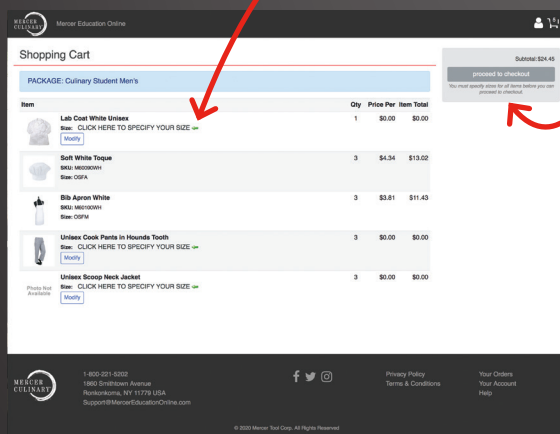 MERCER
CULINARY
Mercer Education Online
Shopping Cart
Subtotal:$24.45
proceed to checkout
You must specify sizes for all items before you can
proceed to checkout.
PACKAGE: Culinary Student Men's
Item Qty Price Per Item Total
Lab Coat White Unisex 1 $0.00 $0.00
Size: CLICK HERE TO SPECIFY YOUR SIZE
Modify
Soft White Toque 3 $4.34 $13.02
SKU: M60090WH
Size: OSFA
Bib Apron White 3 $3.81 $11.43
SKU: M60100WH
Size: OSFM
Unisex Cook Pants in Hounds Tooth 3 $0.00 $0.00
Size: CLICK HERE TO SPECIFY YOUR SIZE
Modify
Photo Not
Available
Unisex Scoop Neck Jacket 3 $0.00 $0.00
Size: CLICK HERE TO SPECIFY YOUR SIZE
Modify
MERCER
CULINARY
1-800-221-5202
1860 Smithtown Avenue
Ronkonkoma, NY 11779 USA
Support@MercerEducationOnline.com
Privacy Policy
Terms & Conditions
Your Orders
Your Account
Help
© 2020 Mercer Tool Corp. All Rights Reserved